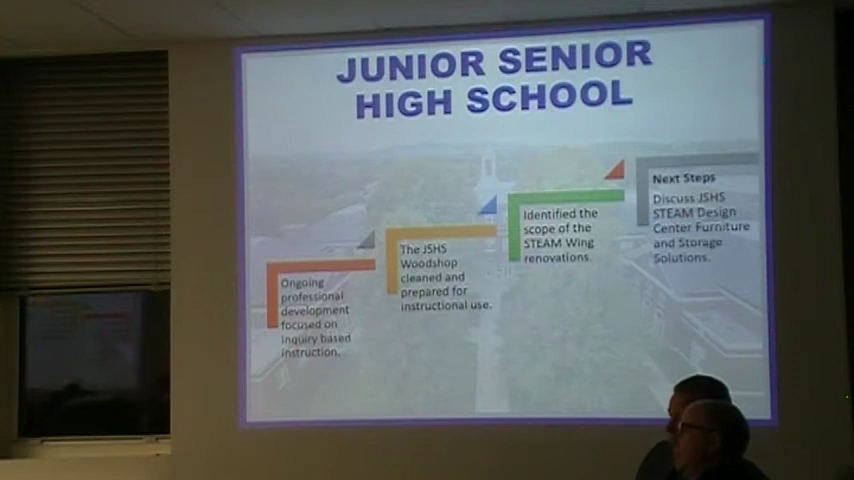 JUNIOR SENIOR
HIGH SCHOOL
Ongoing
professional
development
focused on
inquiry based
instruction.
The JSHS
Woodshop
cleaned and
prepared for
instructional use.
Identified the
scope of the
STEAM Wing
renovations.
Next Steps
Discuss JSHS
STEAM Design
Center Furniture
and Storage
Solutions.